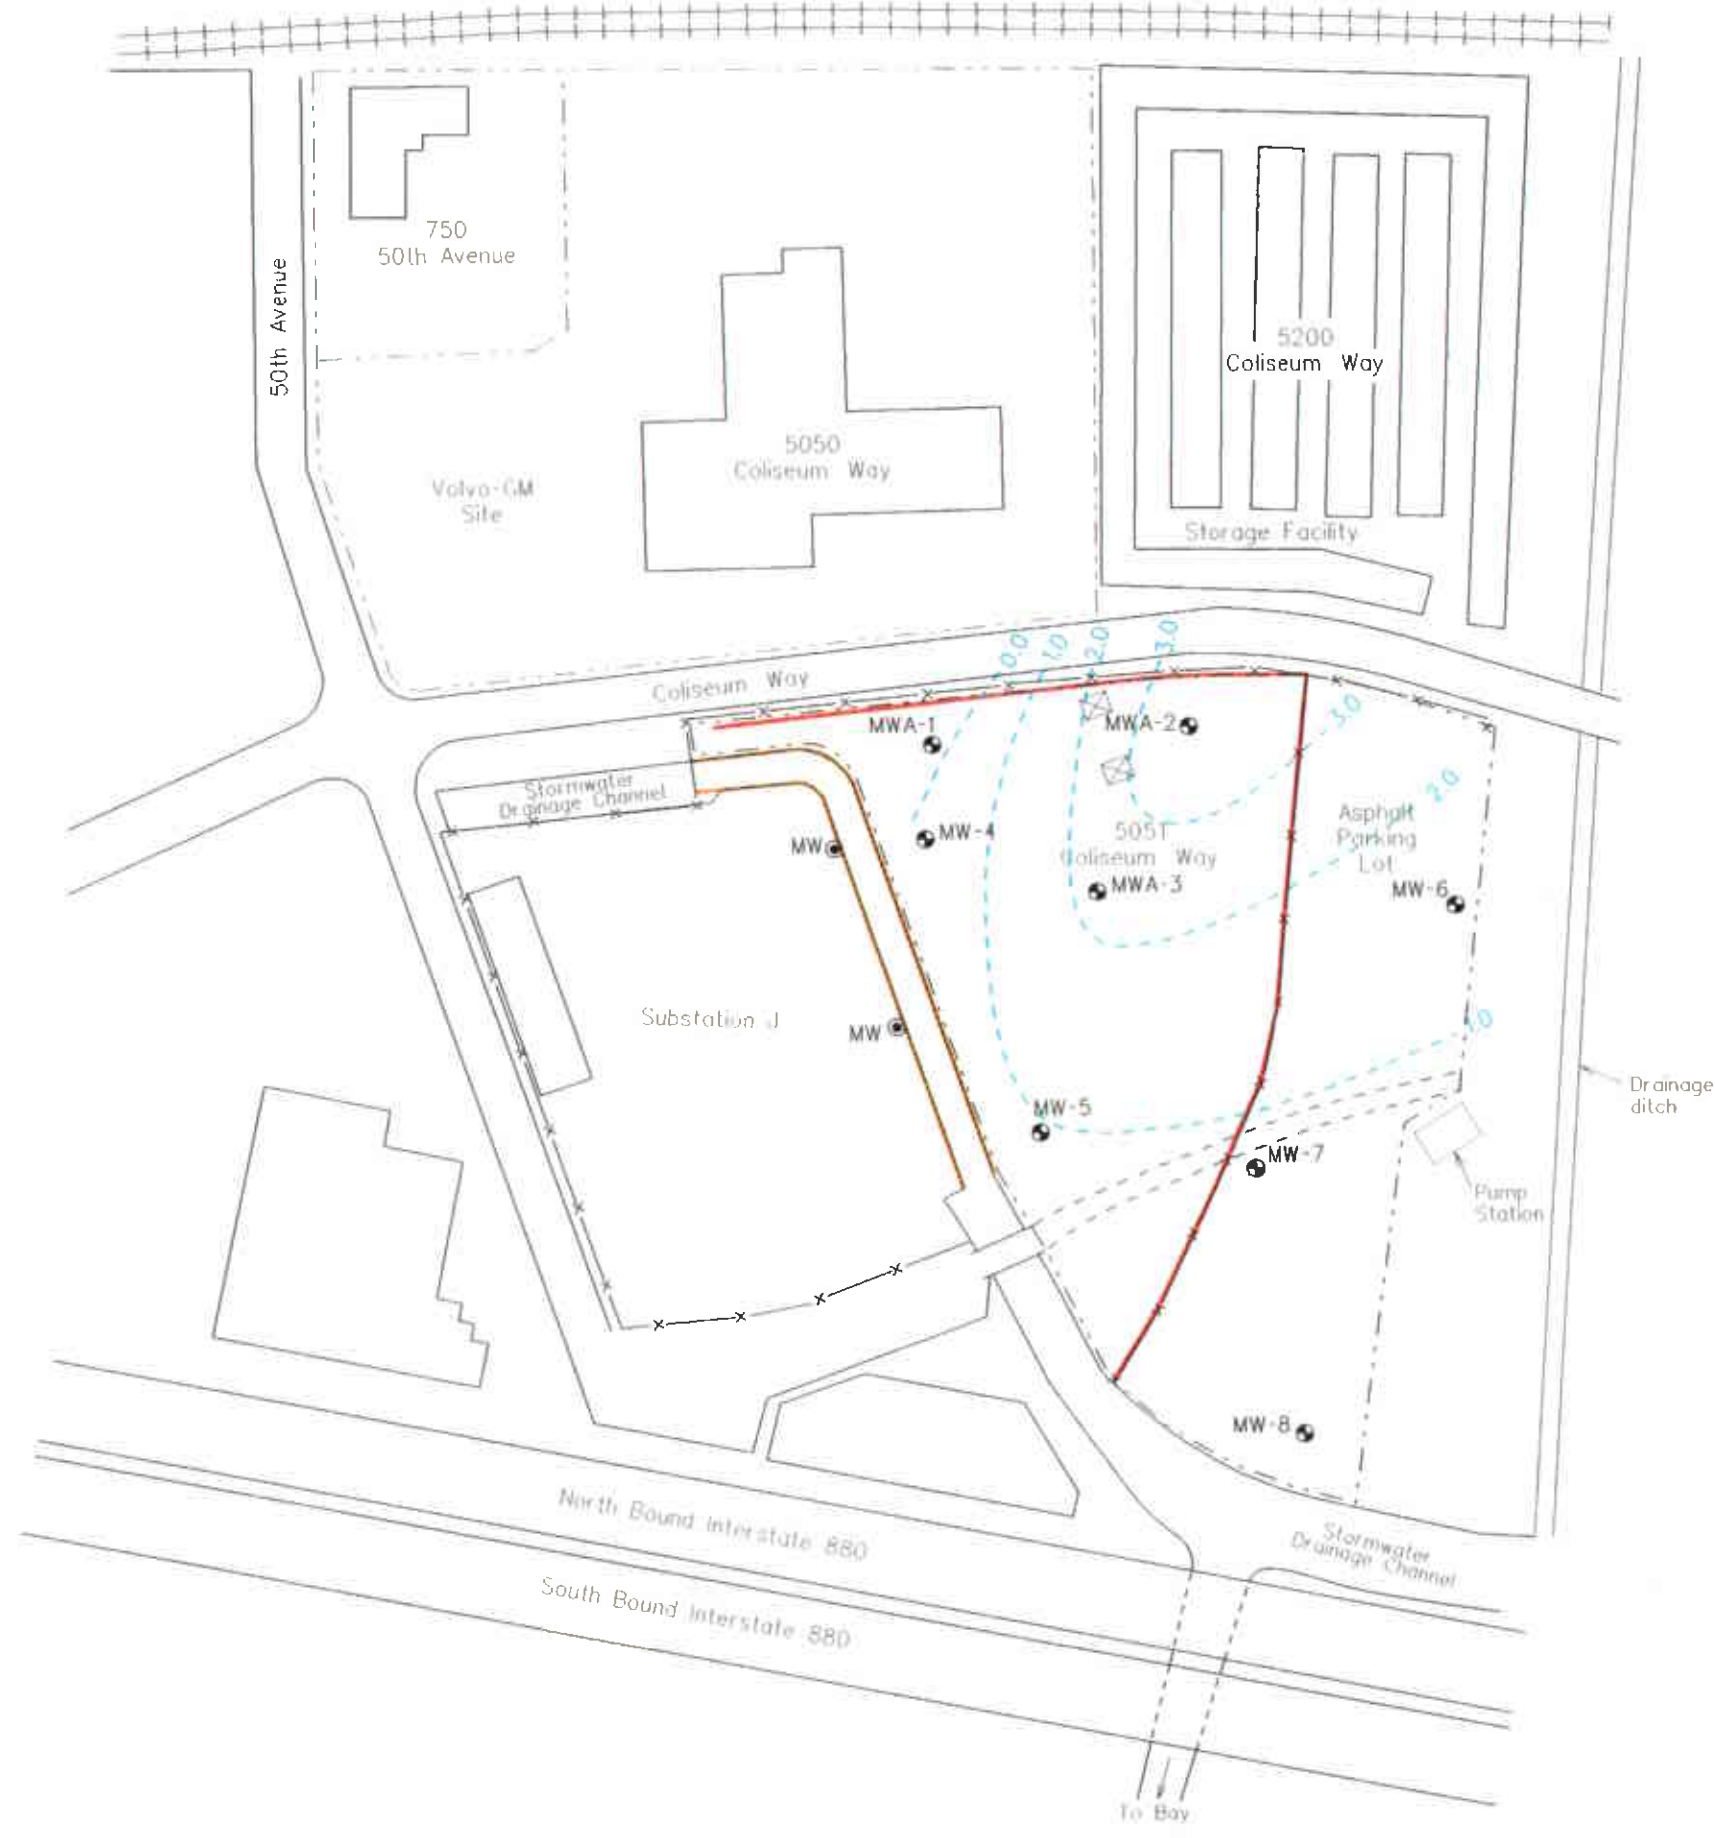 750
50th Avenue
50th Avenue
5200
Coliseum Way
5050
Coliseum Way
Volvo-GM
Site
Storage Facility
0.0
1.0
2.0
3.0
Coliseum Way
MWA-1
MWA-2
3.0
Stormwater
Drainage Channel
2.0
Asphalt
Parking
Lot
MW
MW-4
5051
Coliseum Way
MWA-3
MW-6
Substation J
MW
1.0
Drainage
ditch
MW-5
MW-7
Pump
Station
MW-8
North Bound Interstate 880
Stormwater
Drainage Channel
South Bound Interstate 880
To Bay